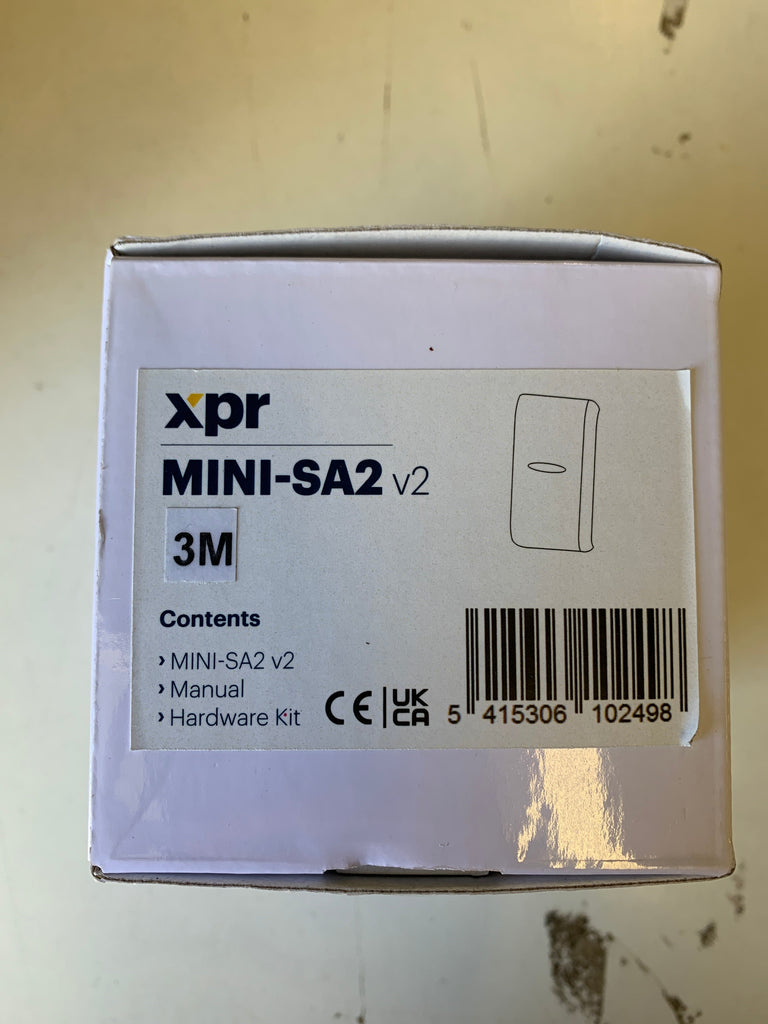 xpr
MINI-SA2 v2
3M
Contents
› MINI-SA2 v2
› Manual
› Hardware Kit
CE UK
CA
5 415306 102498